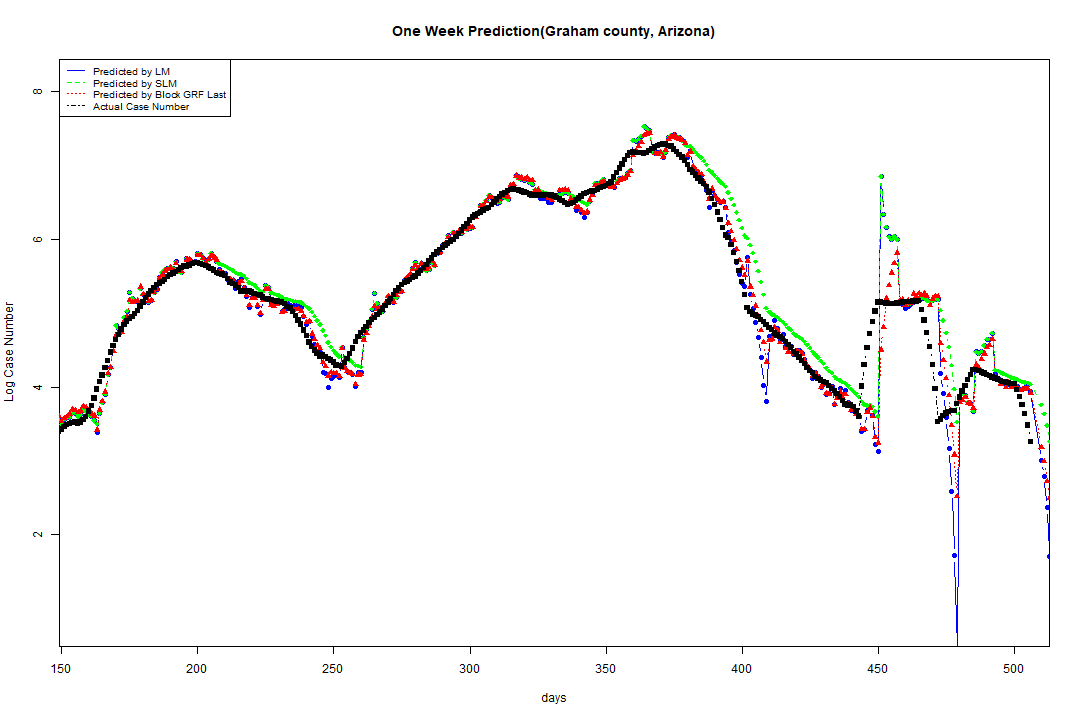 One Week Prediction(Graham county, Arizona)
Predicted by LM
Predicted by SLM
Predicted by Block GRF Last
Actual Case Number
Log Case Number
8
6
4
2
150 200 250 300 350 400 450 500
days